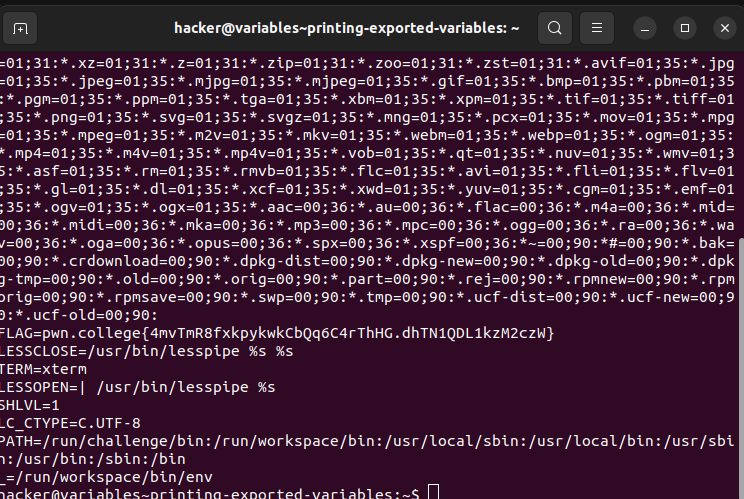 hacker@variables~printing-exported-variables: ~
=01;31:*.xz=01;31:*.z=01;31:*.zip=01;31:*.zoo=01;31:*.zst=01;31:*.avif=01;35:*.jpg
=01;35:*.jpeg=01;35:*.mjpg=01;35:*.mjpeg=01;35:*.gif=01;35:*.bmp=01;35:*.pbm=01;35
:*.pgm=01;35:*.ppm=01;35:*.tga=01;35:*.xbm=01;35:*.xpm=01;35:*.tif=01;35:*.tiff=01
;35:*.png=01;35:*.svg=01;35:*.svgz=01;35:*.mng=01;35:*.pcx=01;35:*.mov=01;35:*.mpg
=01;35:*.mpeg=01;35:*.m2v=01;35:*.mkv=01;35:*.webm=01;35:*.webp=01;35:*.ogm=01;35:
*.mp4=01;35:*.m4v=01;35:*.mp4v=01;35:*.vob=01;35:*.qt=01;35:*.nuv=01;35:*.wmv=01;3
5:*.asf=01;35:*.rm=01;35:*.rmvb=01;35:*.flc=01;35:*.avi=01;35:*.fli=01;35:*.flv=01
;35:*.gl=01;35:*.dl=01;35:*.xcf=01;35:*.xwd=01;35:*.yuv=01;35:*.cgm=01;35:*.emf=01
;35:*.ogv=01;35:*.ogx=01;35:*.aac=00;36:*.au=00;36:*.flac=00;36:*.m4a=00;36:*.mid=
00;36:*.midi=00;36:*.mka=00;36:*.mp3=00;36:*.mpc=00;36:*.ogg=00;36:*.ra=00;36:*.wa
v=00;36:*.oga=00;36:*.opus=00;36:*.spx=00;36:*.xspf=00;36:*~=00;90:*#=00;90:*.bak=
00;90:*.crdownload=00;90:*.dpkg-dist=00;90:*.dpkg-new=00;90:*.dpkg-old=00;90:*.dpk
g-tmp=00;90:*.old=00;90:*.orig=00;90:*.part=00;90:*.rej=00;90:*.rpmnew=00;90:*.rpm
orig=00;90:*.rpmsave=00;90:*.swp=00;90:*.tmp=00;90:*.ucf-dist=00;90:*.ucf-new=00;9
0:*.ucf-old=00;90:
FLAG=pwn.college{4mvTmR8fxkpykwkCbQq6C4rThHG.dhTN1QDL1kzM2czW}
LESSCLOSE=/usr/bin/lesspipe %s %s
TERM=xterm
LESSOPEN=| /usr/bin/lesspipe %s
SHLVL=1
LC_CTYPE=C.UTF-8
PATH=/run/challenge/bin:/run/workspace/bin:/usr/local/sbin:/usr/local/bin:/usr/sbi
n:/usr/bin:/sbin:/bin
_=/run/workspace/bin/env
hacker@variables~printing-exported-variables:~$